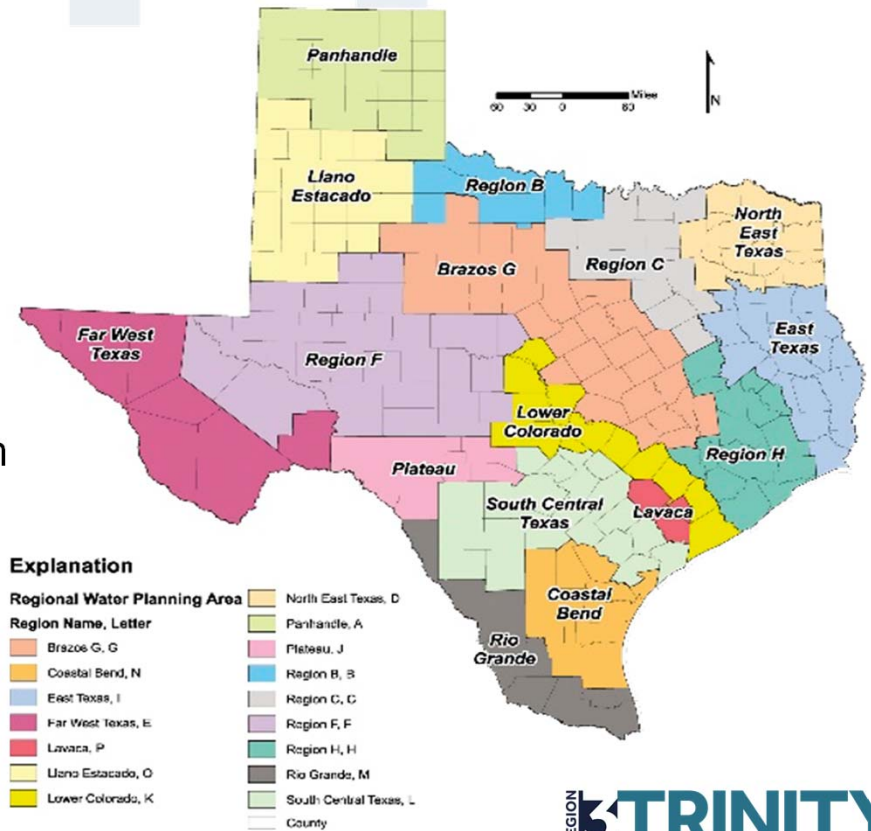 Panhandle
60 30 0 60 Miles
N
Llano
Estacado
Region B
North
East
Texas
Brazos G
Region C
Far West
Texas
Region F
East
Texas
Lower
Colorado
n
Plateau
Region H
South Central
Texas
Lavaca
Coastal
Bend
Rio
Grande
Explanation
Regional Water Planning Area
Region Name, Letter
Brazos G, G
Coastal Bend, N
East Texas, I
Far West Texas, E
Lavaca, P
Llano Estacado, O
Lower Colorado, K
North East Texas, D
Panhandle, A
Plateau, J
Region B, B
Region C, C
Region F, F
Region H, H
Rio Grande, M
South Central Texas, L
County
REGION
3 TRINITY